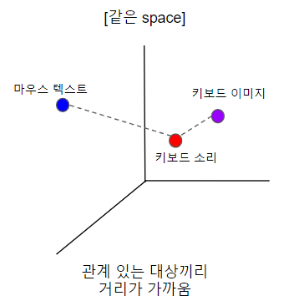 [같은 space]
마우스 텍스트
키보드 이미지
키보드 소리
관계 있는 대상끼리
거리가 가까움